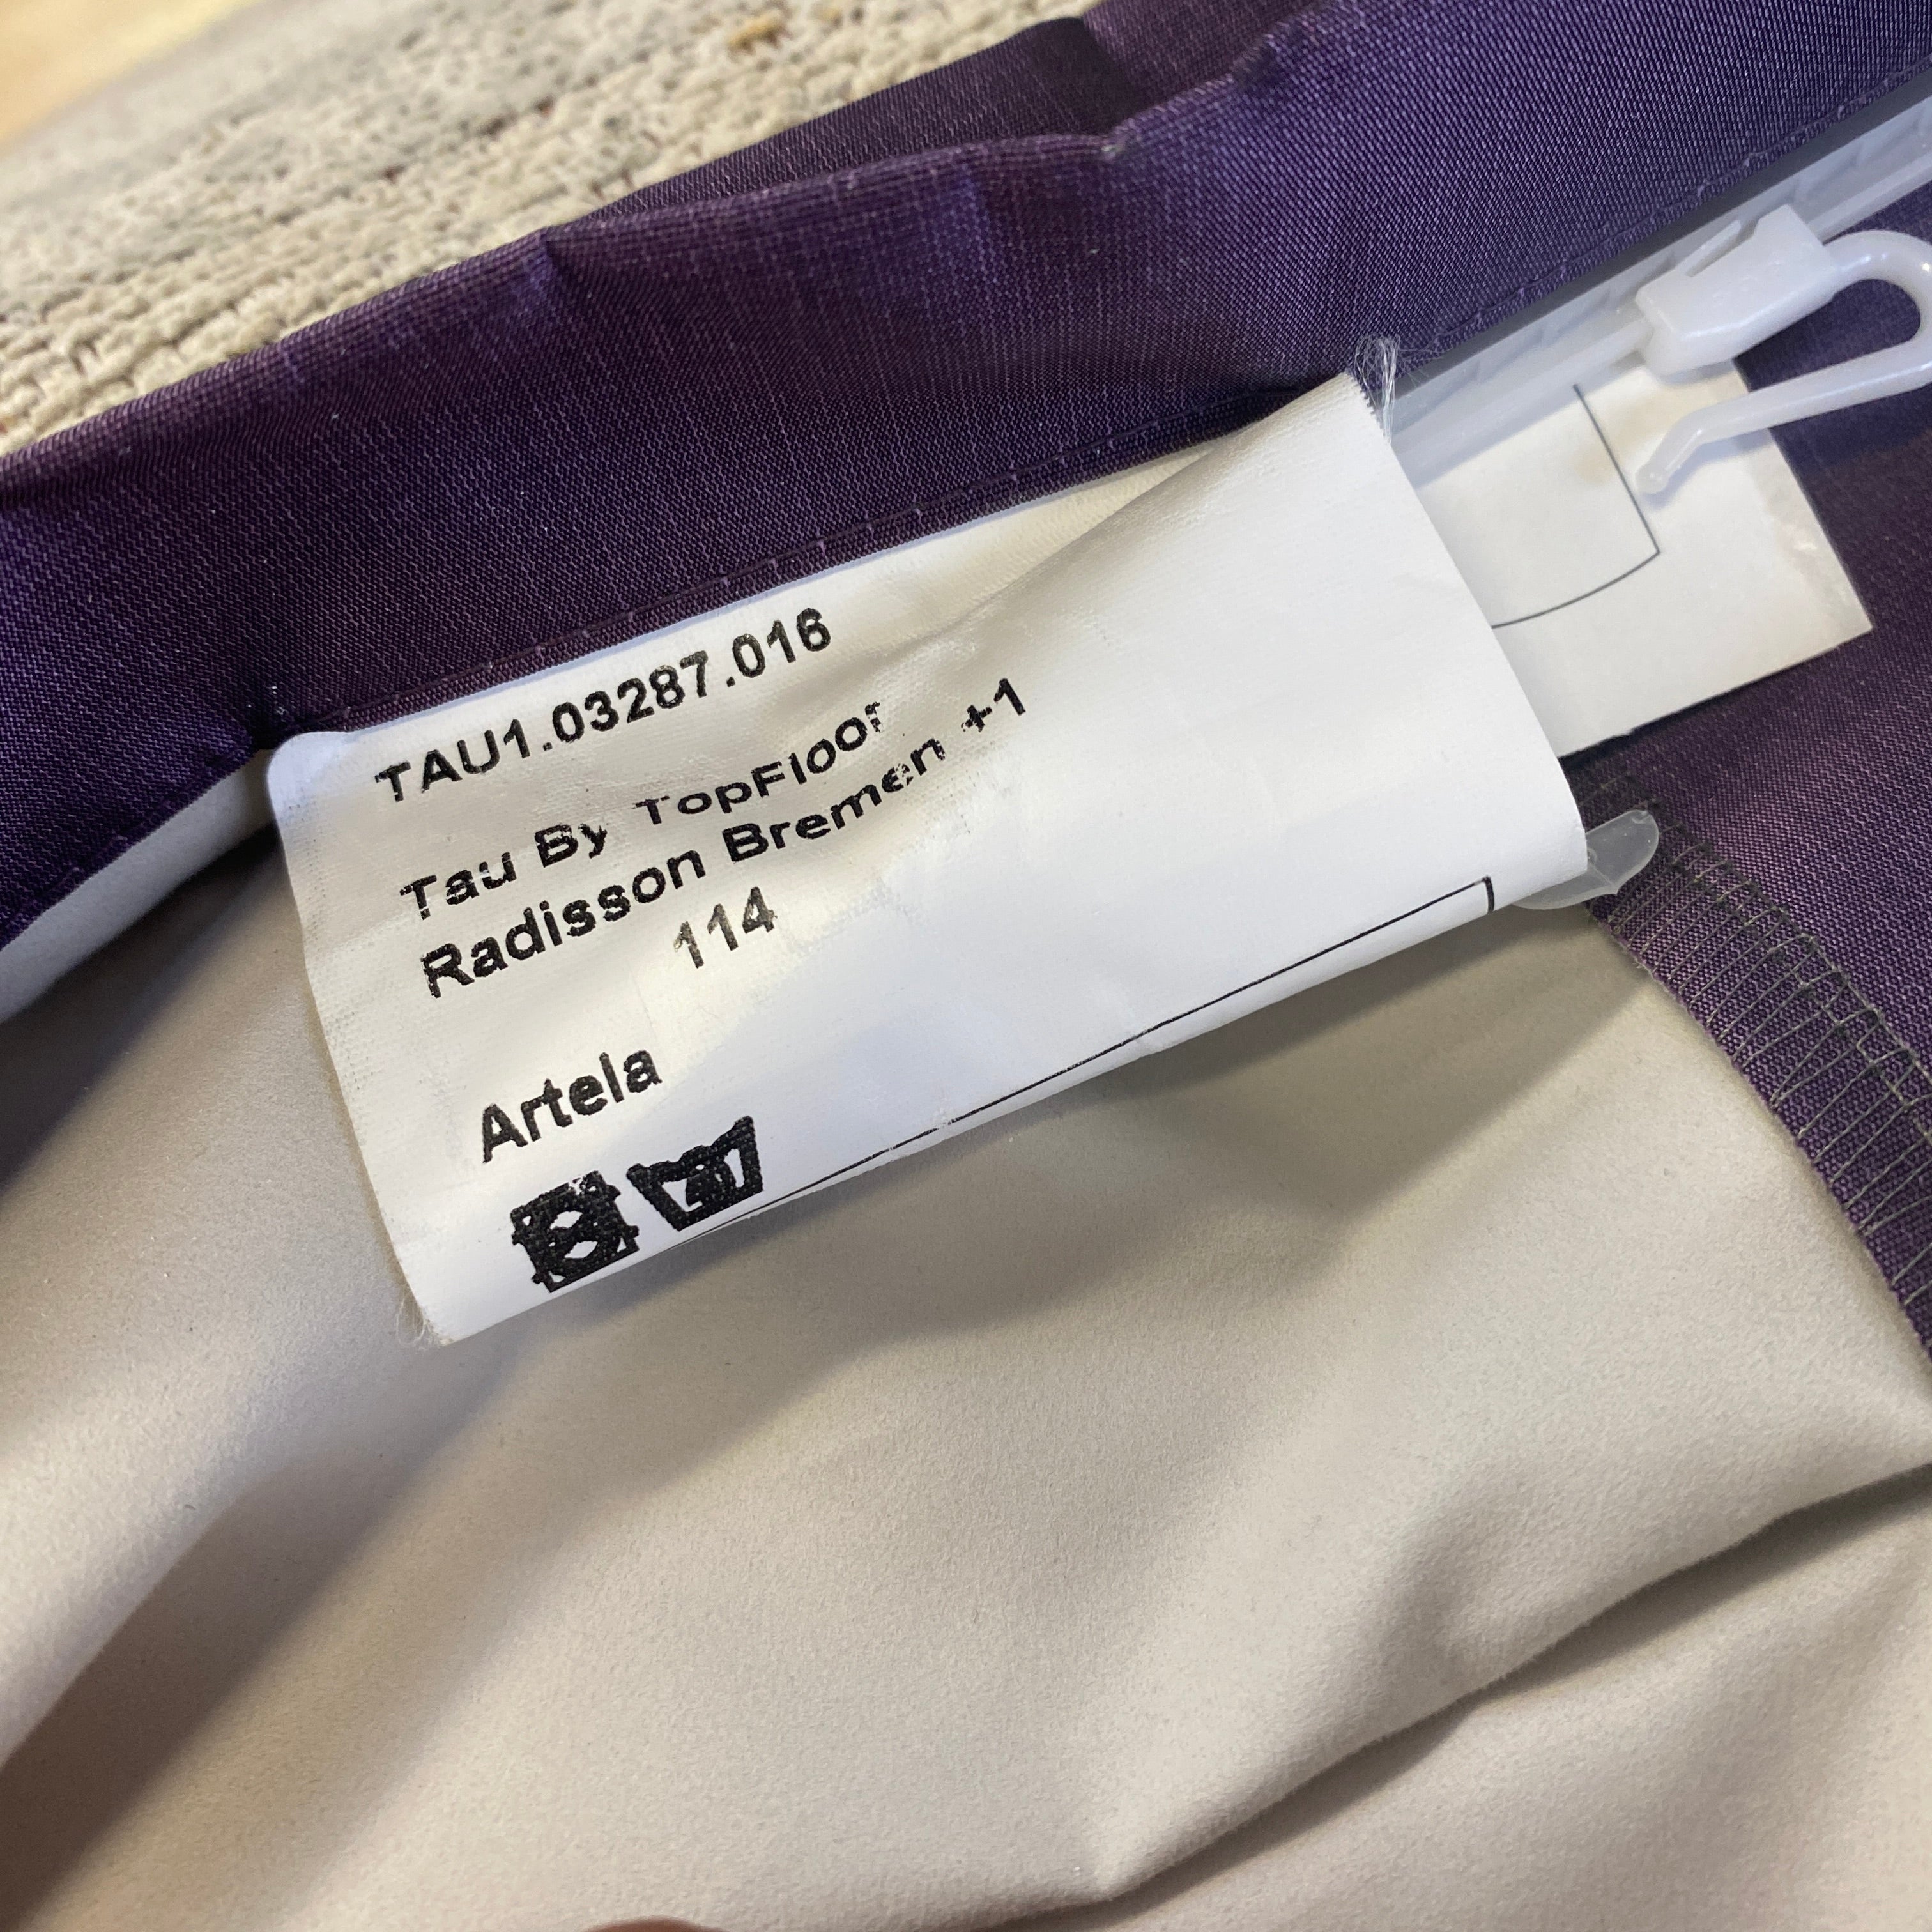 TAU1.03287.016
Tau By TopFloor
Radisson Bremen +1
114
Artela